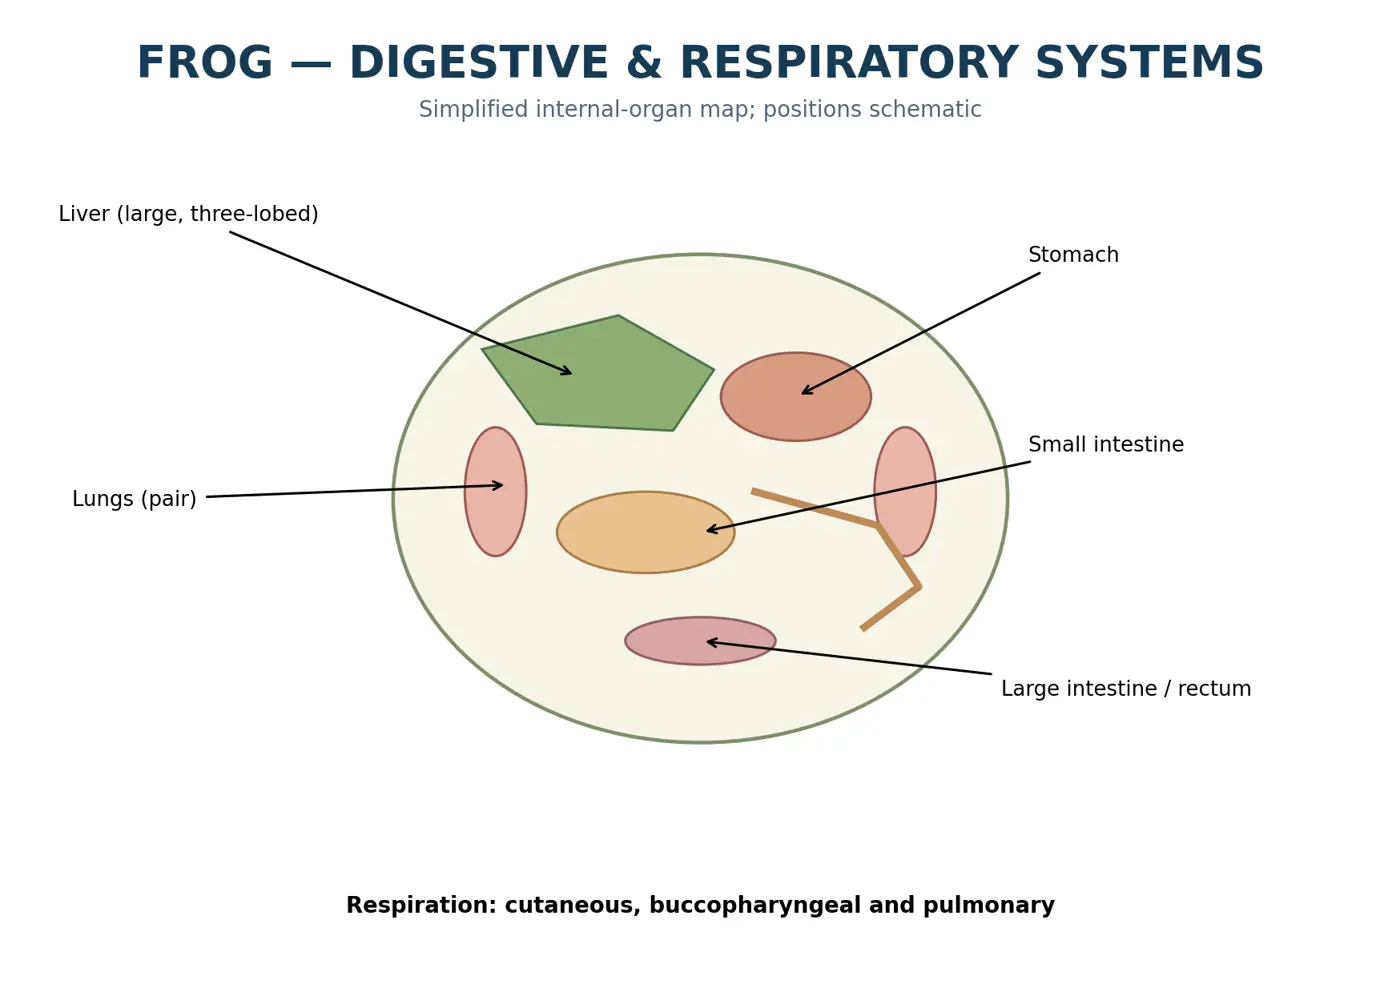 FROG — DIGESTIVE & RESPIRATORY SYSTEMS
Simplified internal-organ map; positions schematic
Liver (large, three-lobed)
Stomach
Small intestine
Lungs (pair)
Large intestine / rectum
Respiration: cutaneous, buccopharyngeal and pulmonary